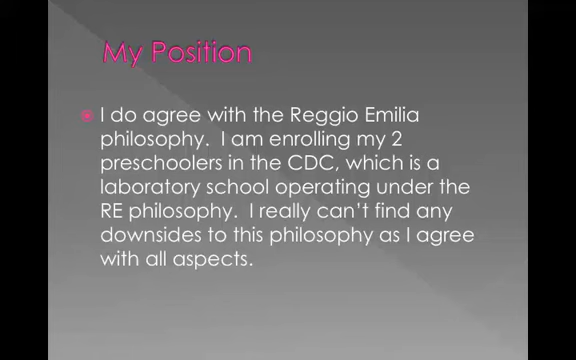 My Position
I do agree with the Reggio Emilia
philosophy.  I am enrolling my 2
preschoolers in the CDC, which is a
laboratory school operating under the
RE philosophy.  I really can't find any
downsides to this philosophy as I agree
with all aspects.